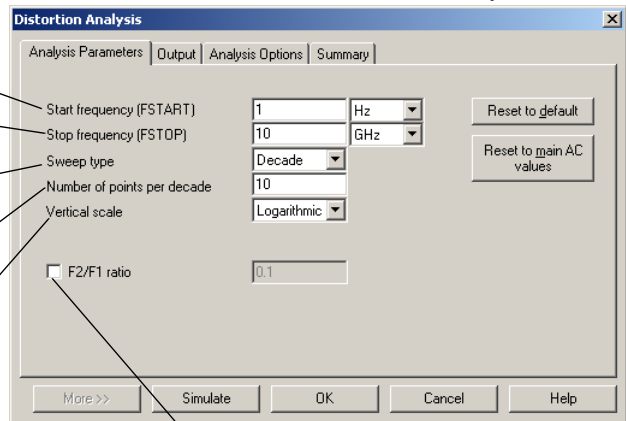 Distortion Analysis
Analysis Parameters Output Analysis Options Summary
Start frequency (FSTART) 1 Hz Reset to default
Stop frequency (FSTOP) 10 GHz Reset to main AC values
Sweep type Decade
Number of points per decade 10
Vertical scale Logarithmic
F2/F1 ratio 0.1
More >> Simulate OK Cancel Help